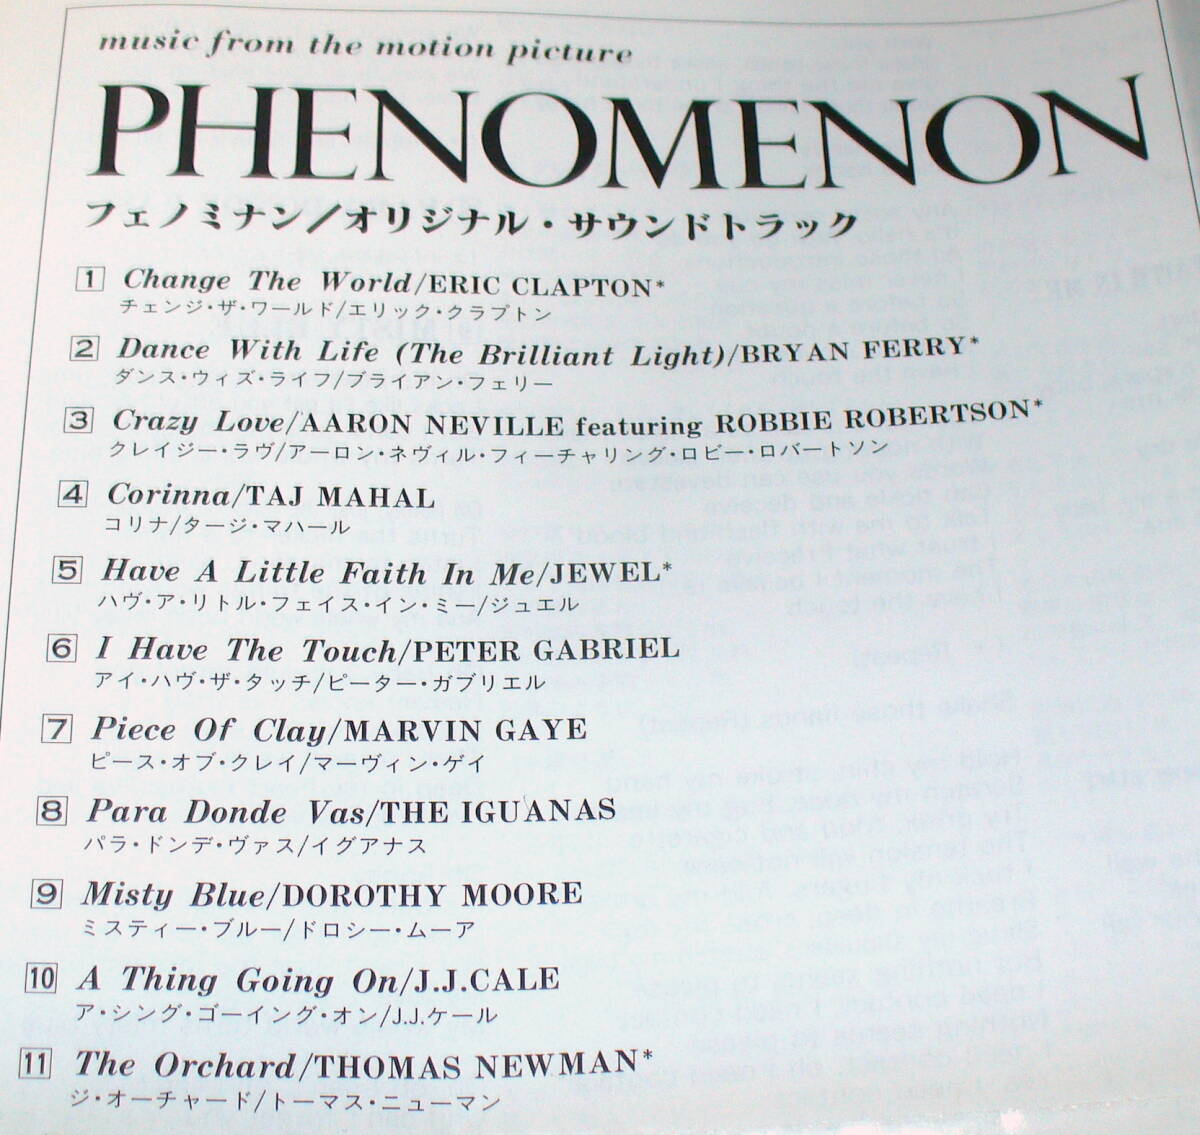 music from the motion picture
PHENOMENON
フェノミナン/オリジナル・サウンドトラック
1 Change The World/ERIC CLAPTON*
チェンジ・ザ・ワールド/エリック・クラプトン
2 Dance With Life (The Brilliant Light)/BRYAN FERRY*
ダンス・ウィズ・ライフ/ブライアン・フェリー
3 Crazy Love/AARON NEVILLE featuring ROBBIE ROBERTSON*
クレイジー・ラヴ/アーロン・ネヴィル・フィーチャリング・ロビー・ロバートソン
4 Corinna/TAJ MAHAL
コリナ/タージ・マハール
5 Have A Little Faith In Me/JEWEL*
ハヴ・ア・リトル・フェイス・イン・ミー/ジュエル
6 I Have The Touch/PETER GABRIEL
アイ・ハヴ・ザ・タッチ/ピーター・ガブリエル
7 Piece Of Clay/MARVIN GAYE
ピース・オブ・クレイ/マーヴィン・ゲイ
8 Para Donde Vas/THE IGUANAS
パラ・ドンデ・ヴァス/イグアナス
9 Misty Blue/DOROTHY MOORE
ミスティー・ブルー/ドロシー・ムーア
10 A Thing Going On/J.J.CALE
ア・シング・ゴーイング・オン/J.J.ケール
11 The Orchard/THOMAS NEWMAN*
ジ・オーチャード/トーマス・ニューマン